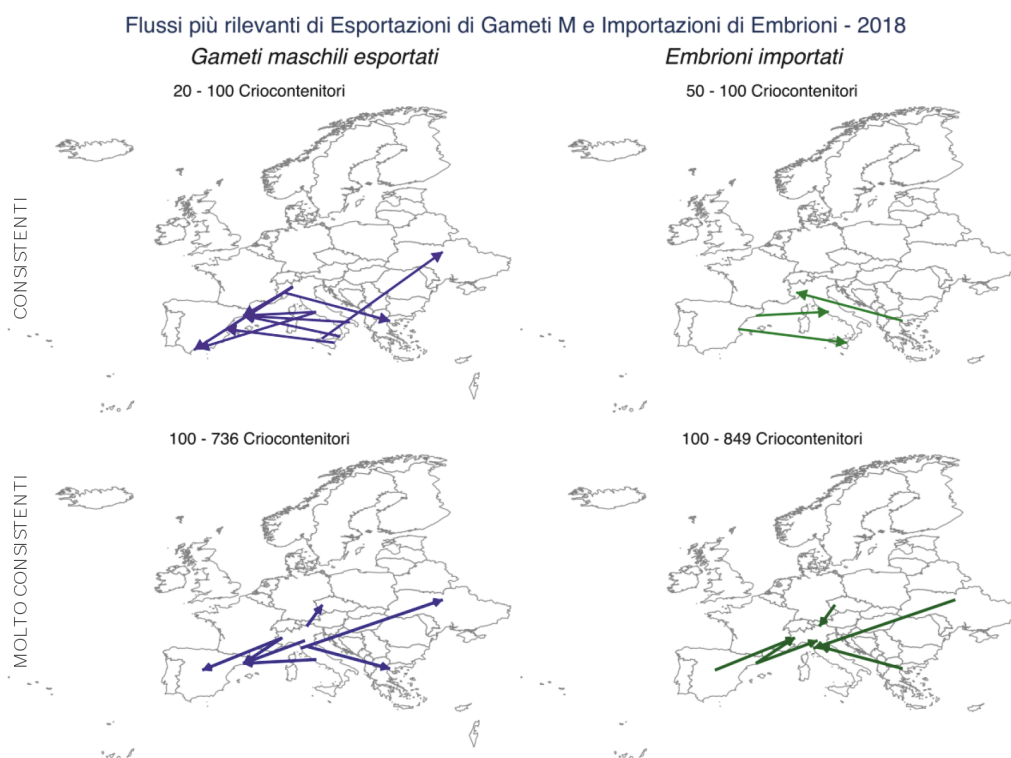 Flussi più rilevanti di Esportazioni di Gameti M e Importazioni di Embrioni - 2018
Gameti maschili esportati
Embrioni importati
20 - 100 Criocontenitori
50 - 100 Criocontenitori
CONSISTENTI
100 - 736 Criocontenitori
100 - 849 Criocontenitori
MOLTO CONSISTENTI